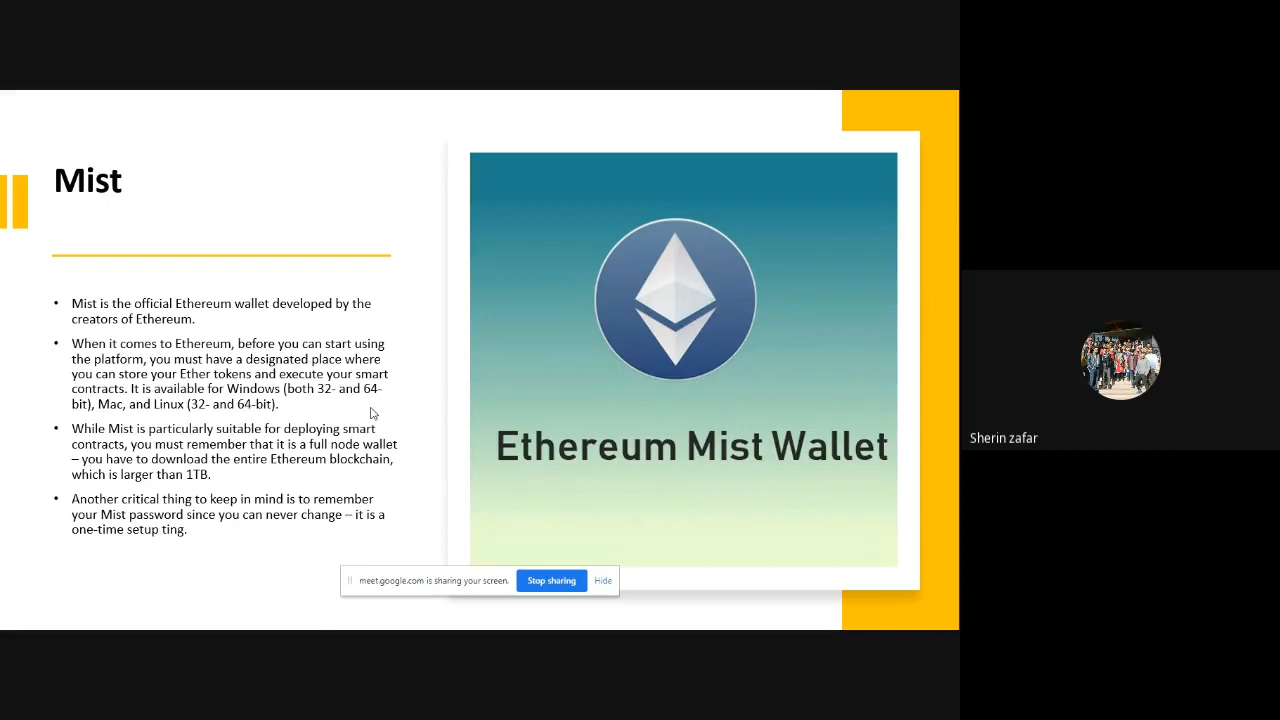 Mist
• Mist is the official Ethereum wallet developed by the
creators of Ethereum.
• When it comes to Ethereum, before you can start using
the platform, you must have a designated place where
you can store your Ether tokens and execute your smart
contracts. It is available for Windows (both 32- and 64-
bit), Mac, and Linux (32- and 64-bit).
• While Mist is particularly suitable for deploying smart
contracts, you must remember that it is a full node wallet
– you have to download the entire Ethereum blockchain,
which is larger than 1TB.
• Another critical thing to keep in mind is to remember
your Mist password since you can never change – it is a
one-time setup ting.
Ethereum Mist Wallet
meet.google.com is sharing your screen.
Stop sharing
Hide
Sherin zafar